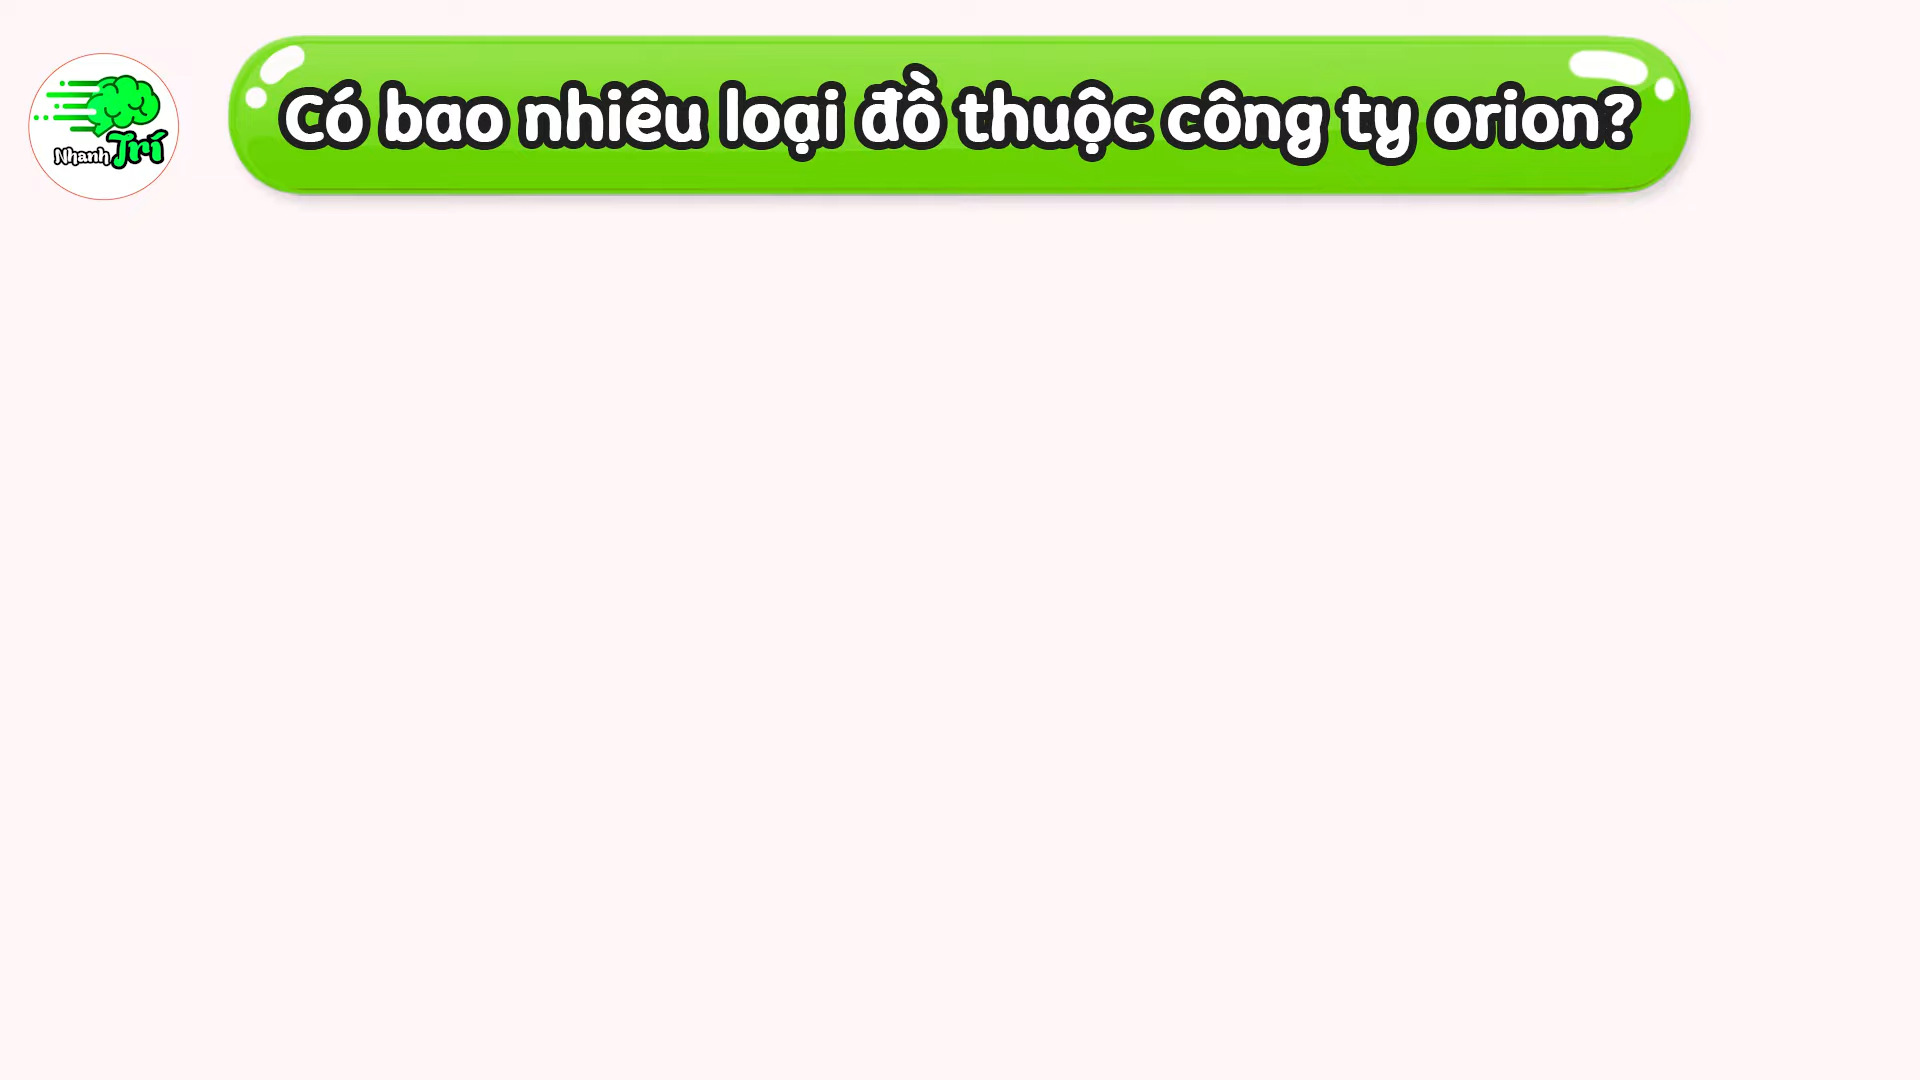 Có bao nhiêu loại đồ thuộc công ty orion?
Nhanh Trí